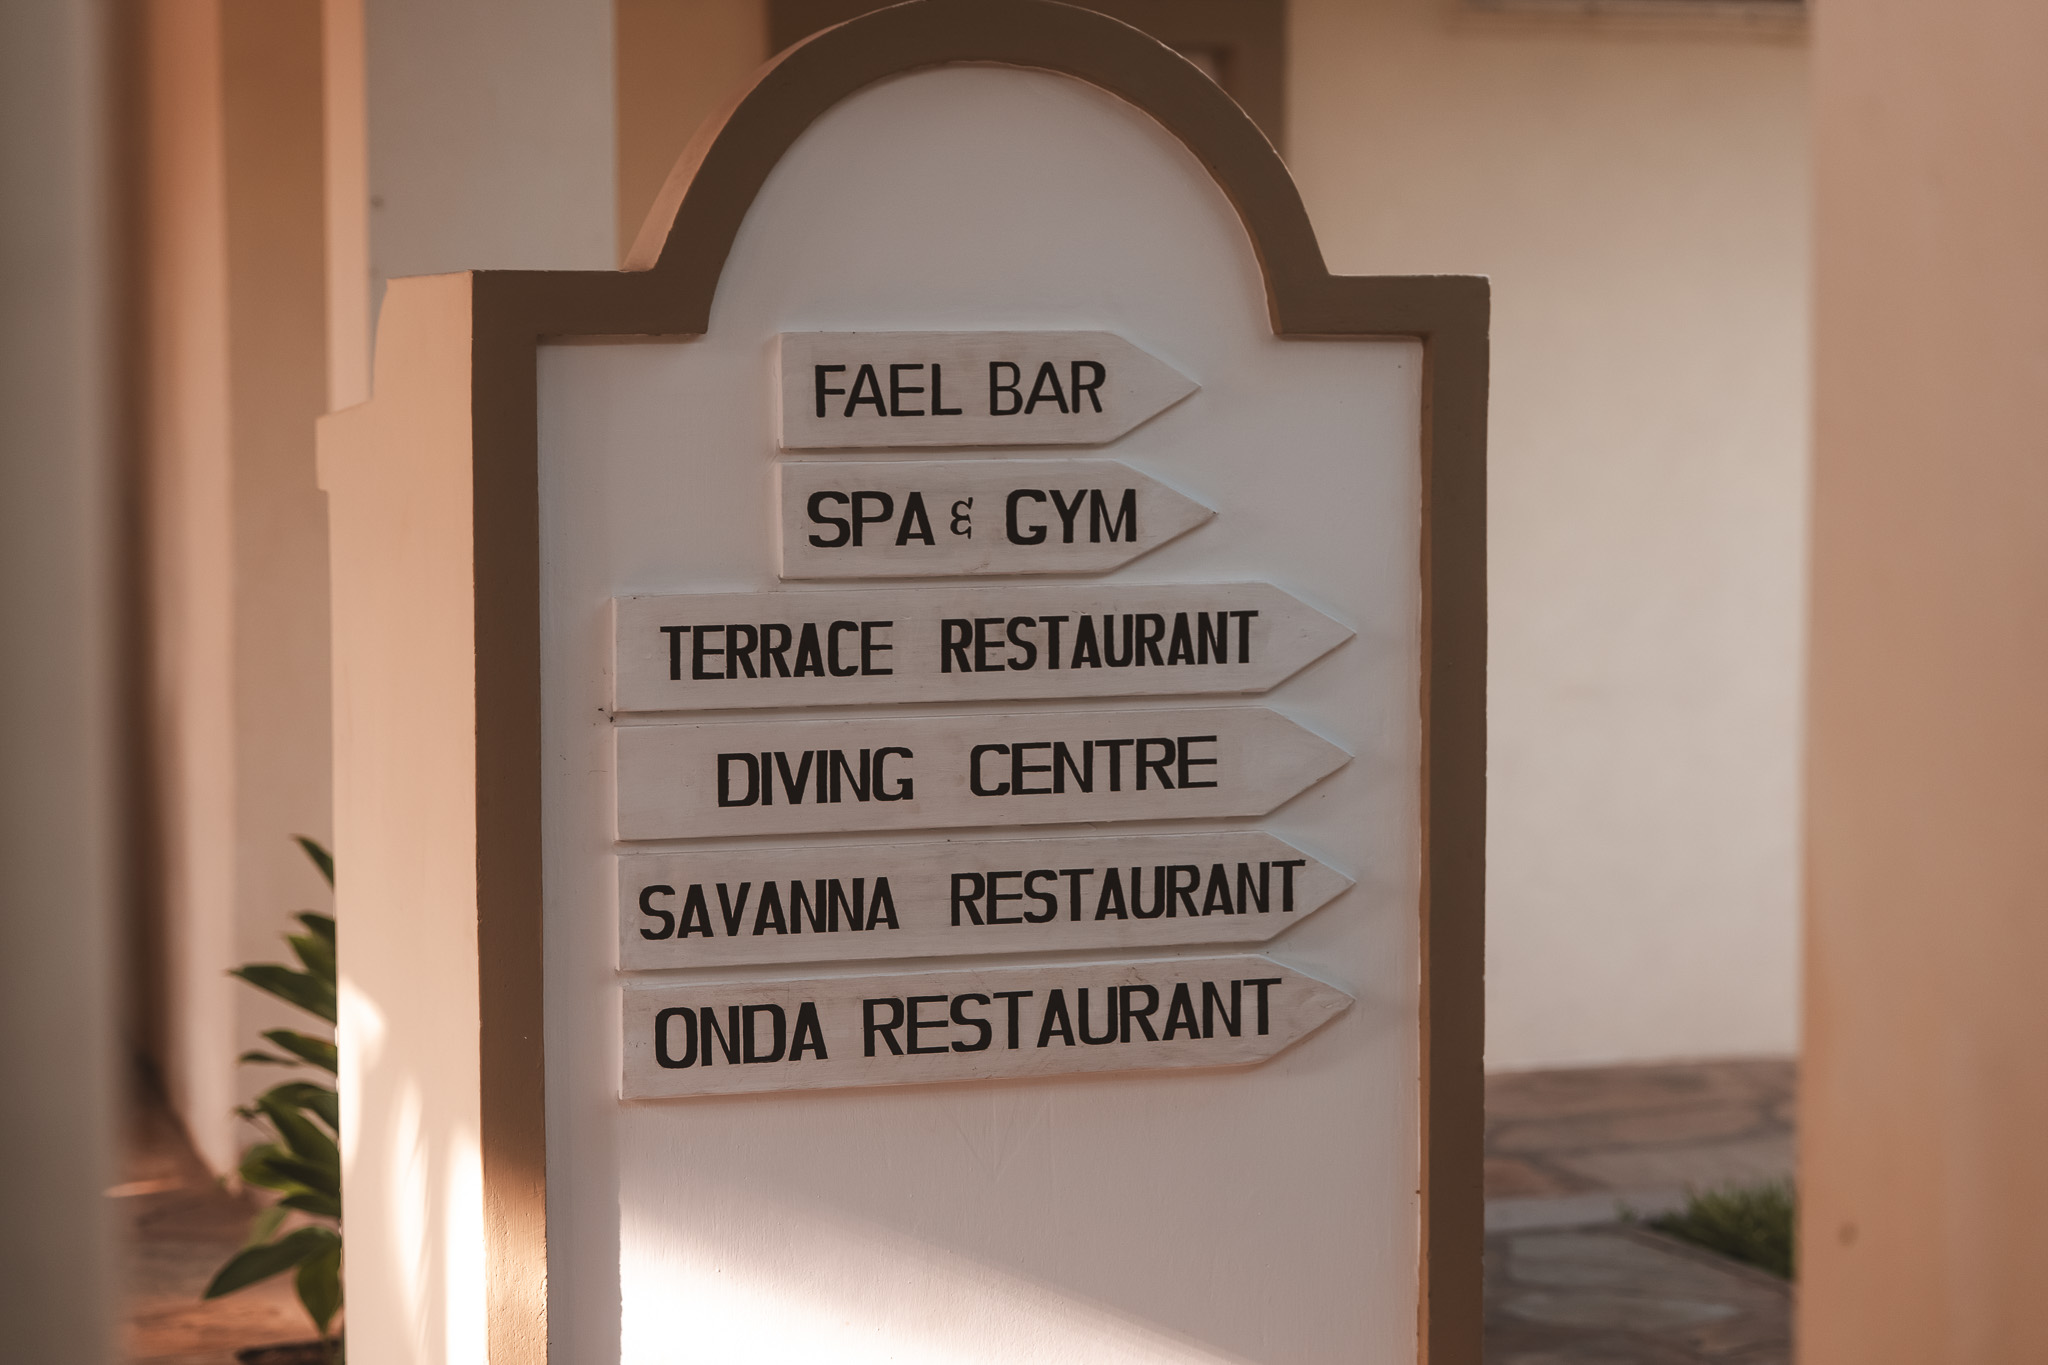 FAEL BAR
SPA & GYM
TERRACE RESTAURANT
DIVING CENTRE
SAVANNA RESTAURANT
ONDA RESTAURANT